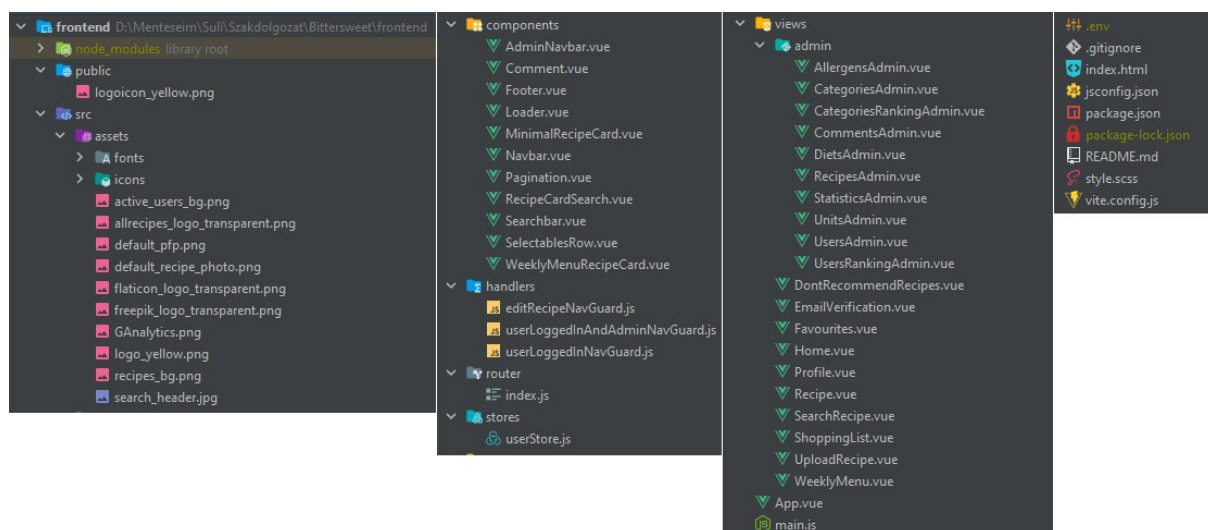 frontend D:\Menteseim\Suli\Szakdolgozat\Bittersweet\frontend
node_modules library root
public
logoicon_yellow.png
src
assets
fonts
icons
active_users_bg.png
allrecipes_logo_transparent.png
default_pfp.png
default_recipe_photo.png
flaticon_logo_transparent.png
freepik_logo_transparent.png
GAnalytics.png
logo_yellow.png
recipes_bg.png
search_header.jpg
components
AdminNavbar.vue
Comment.vue
Footer.vue
Loader.vue
MinimalRecipeCard.vue
Navbar.vue
Pagination.vue
RecipeCardSearch.vue
Searchbar.vue
SelectablesRow.vue
WeeklyMenuRecipeCard.vue
handlers
editRecipeNavGuard.js
userLoggedInAndAdminNavGuard.js
userLoggedInNavGuard.js
router
index.js
stores
userStore.js
views
admin
AllergensAdmin.vue
CategoriesAdmin.vue
CategoriesRankingAdmin.vue
CommentsAdmin.vue
DietsAdmin.vue
RecipesAdmin.vue
StatisticsAdmin.vue
UnitsAdmin.vue
UsersAdmin.vue
UsersRankingAdmin.vue
DontRecommendRecipes.vue
EmailVerification.vue
Favourites.vue
Home.vue
Profile.vue
Recipe.vue
SearchRecipe.vue
ShoppingList.vue
UploadRecipe.vue
WeeklyMenu.vue
App.vue
main.js
.env
.gitignore
index.html
jsconfig.json
package.json
package-lock.json
README.md
style.scss
vite.config.js